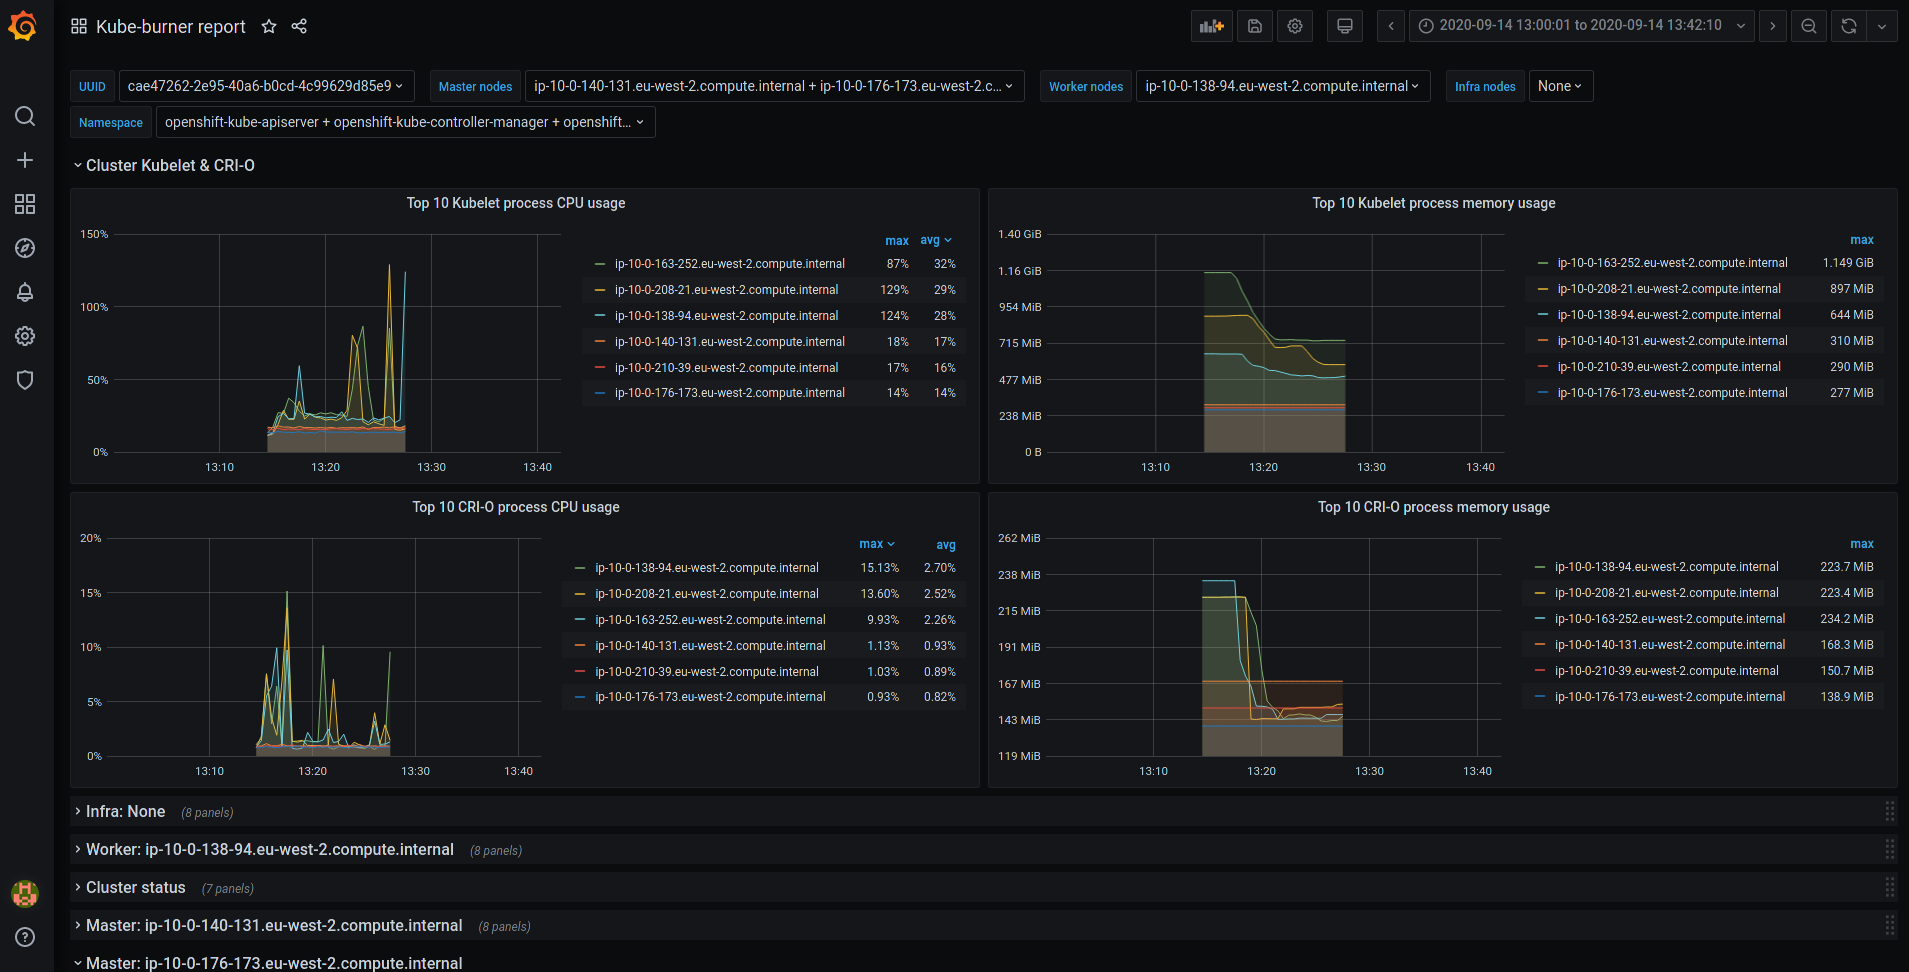 Kube-burner report
2020-09-14 13:00:01 to 2020-09-14 13:42:10
UUID cae47262-2e95-40a6-b0cd-4c99629d85e9 Master nodes ip-10-0-140-131.eu-west-2.compute.internal + ip-10-0-176-173.eu-west-2.c... Worker nodes ip-10-0-138-94.eu-west-2.compute.internal Infra nodes None
Namespace openshift-kube-apiserver + openshift-kube-controller-manager + openshift...
Cluster Kubelet & CRI-O
Top 10 Kubelet process CPU usage
150%
100%
50%
0%
13:10 13:20 13:30 13:40
max avg
ip-10-0-163-252.eu-west-2.compute.internal 87% 32%
ip-10-0-208-21.eu-west-2.compute.internal 129% 29%
ip-10-0-138-94.eu-west-2.compute.internal 124% 28%
ip-10-0-140-131.eu-west-2.compute.internal 18% 17%
ip-10-0-210-39.eu-west-2.compute.internal 17% 16%
ip-10-0-176-173.eu-west-2.compute.internal 14% 14%
Top 10 Kubelet process memory usage
1.40 GiB
1.16 GiB
954 MiB
715 MiB
477 MiB
238 MiB
0 B
13:10 13:20 13:30 13:40
max
ip-10-0-163-252.eu-west-2.compute.internal 1.149 GiB
ip-10-0-208-21.eu-west-2.compute.internal 897 MiB
ip-10-0-138-94.eu-west-2.compute.internal 644 MiB
ip-10-0-140-131.eu-west-2.compute.internal 310 MiB
ip-10-0-210-39.eu-west-2.compute.internal 290 MiB
ip-10-0-176-173.eu-west-2.compute.internal 277 MiB
Top 10 CRI-O process CPU usage
20%
15%
10%
5%
0%
13:10 13:20 13:30 13:40
max avg
ip-10-0-138-94.eu-west-2.compute.internal 15.13% 2.70%
ip-10-0-208-21.eu-west-2.compute.internal 13.60% 2.52%
ip-10-0-163-252.eu-west-2.compute.internal 9.93% 2.26%
ip-10-0-140-131.eu-west-2.compute.internal 1.13% 0.93%
ip-10-0-210-39.eu-west-2.compute.internal 1.03% 0.89%
ip-10-0-176-173.eu-west-2.compute.internal 0.93% 0.82%
Top 10 CRI-O process memory usage
262 MiB
238 MiB
215 MiB
191 MiB
167 MiB
143 MiB
119 MiB
13:10 13:20 13:30 13:40
max
ip-10-0-138-94.eu-west-2.compute.internal 223.7 MiB
ip-10-0-208-21.eu-west-2.compute.internal 223.4 MiB
ip-10-0-163-252.eu-west-2.compute.internal 234.2 MiB
ip-10-0-140-131.eu-west-2.compute.internal 168.3 MiB
ip-10-0-210-39.eu-west-2.compute.internal 150.7 MiB
ip-10-0-176-173.eu-west-2.compute.internal 138.9 MiB
Infra: None (8 panels)
Worker: ip-10-0-138-94.eu-west-2.compute.internal (8 panels)
Cluster status (7 panels)
Master: ip-10-0-140-131.eu-west-2.compute.internal (8 panels)
Master: ip-10-0-176-173.eu-west-2.compute.internal